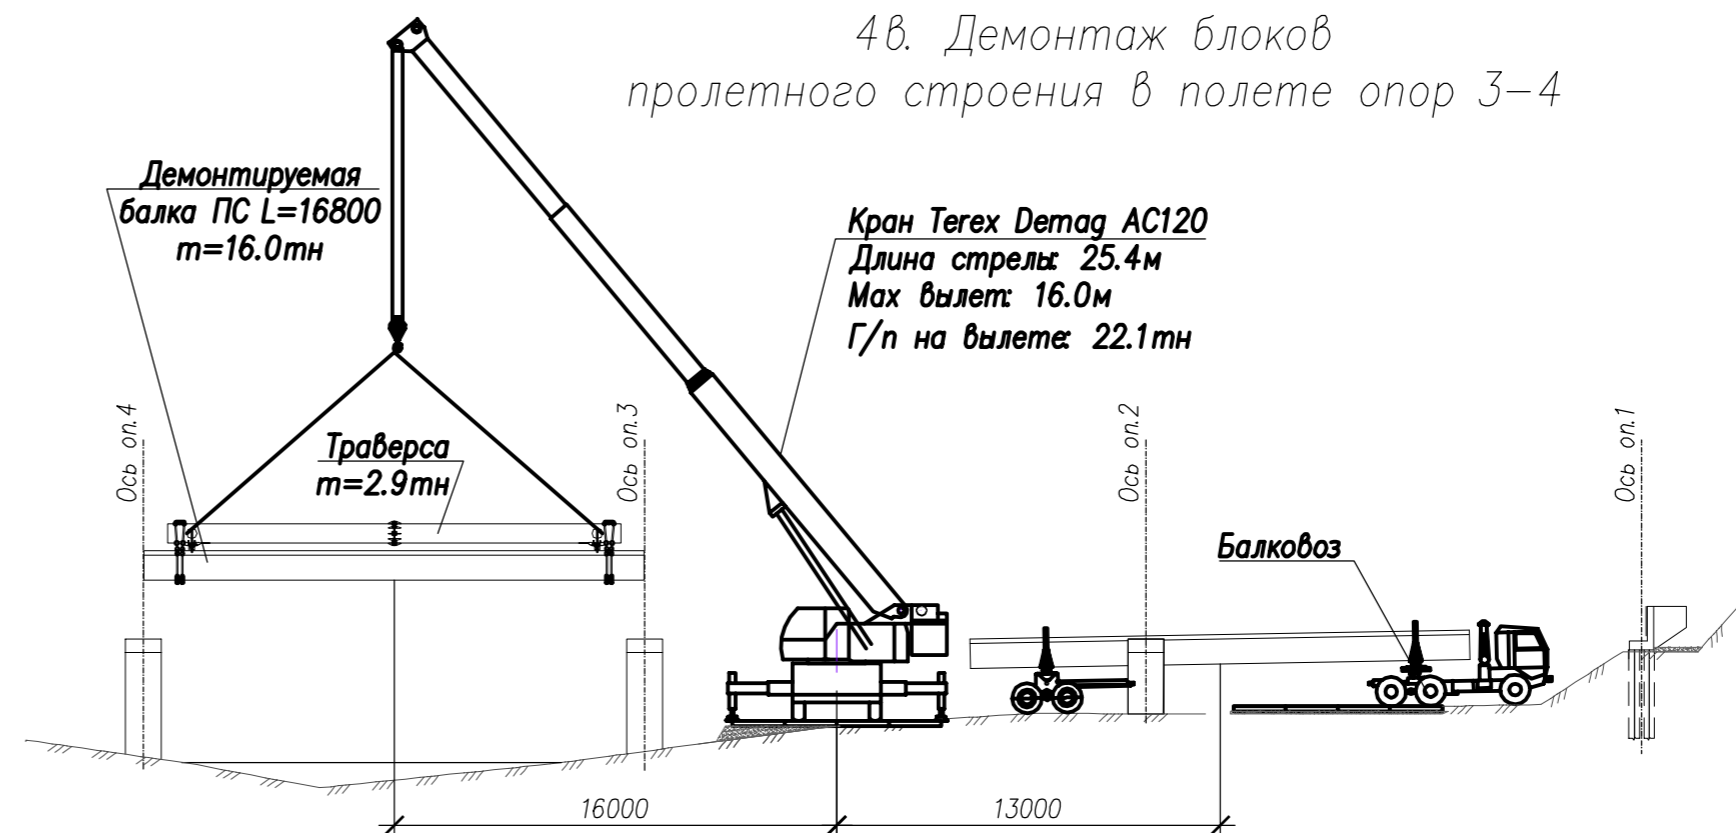 4в. Демонтаж блоков
пролетного строения в полете опор 3-4
Демонтируемая
балка ПС L=16800
m=16.0тн
Кран Terex Demag AC120
Длина стрелы: 25.4м
Max вылет: 16.0м
Г/п на вылете: 22.1тн
Ось оп.4
Траверса
m=2.9тн
Ось оп.3
Ось оп.2
Ось оп.1
Балковоз
16000
13000